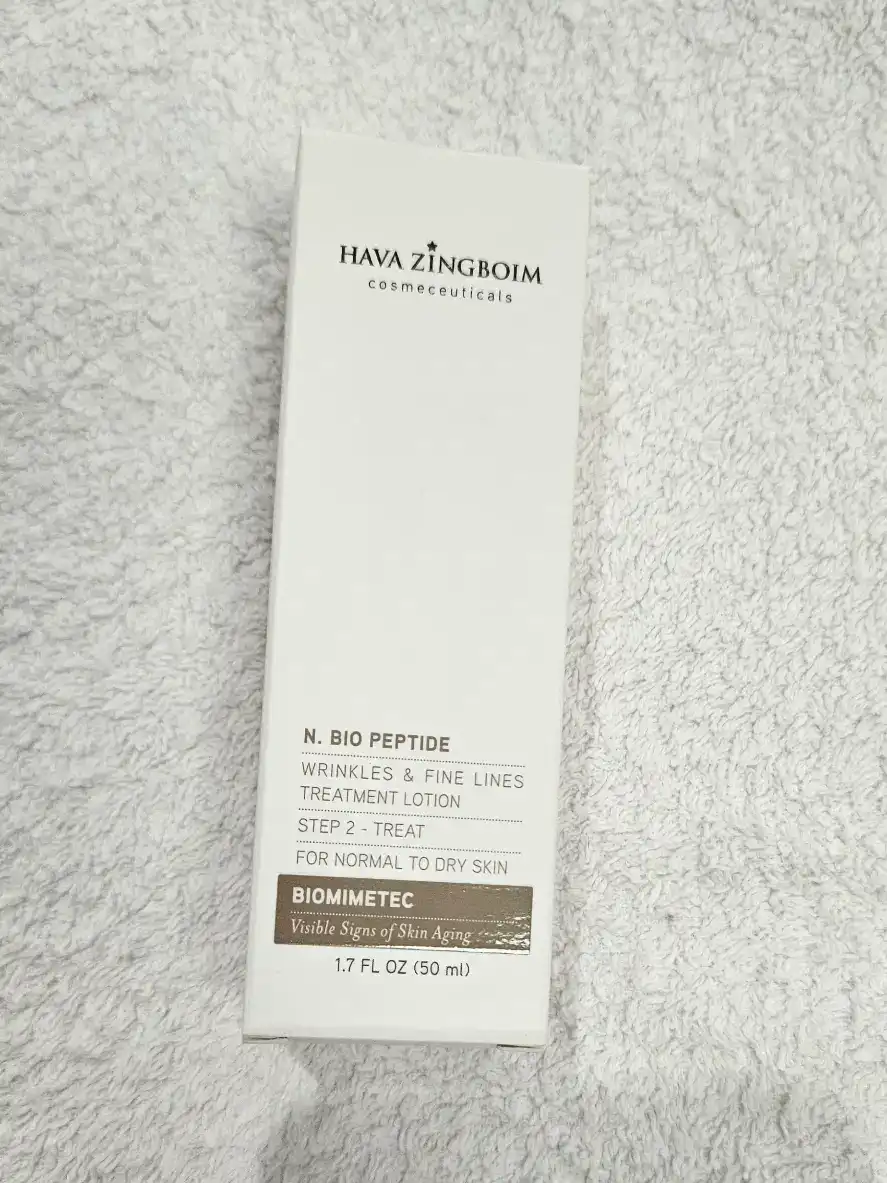 HAVA ZINGBOIM
cosmeceuticals
N. BIO PEPTIDE
WRINKLES & FINE LINES
TREATMENT LOTION
STEP 2 - TREAT
FOR NORMAL TO DRY SKIN
BIOMIMETEC
Visible Signs of Skin Aging
1.7 FL OZ (50 ml)